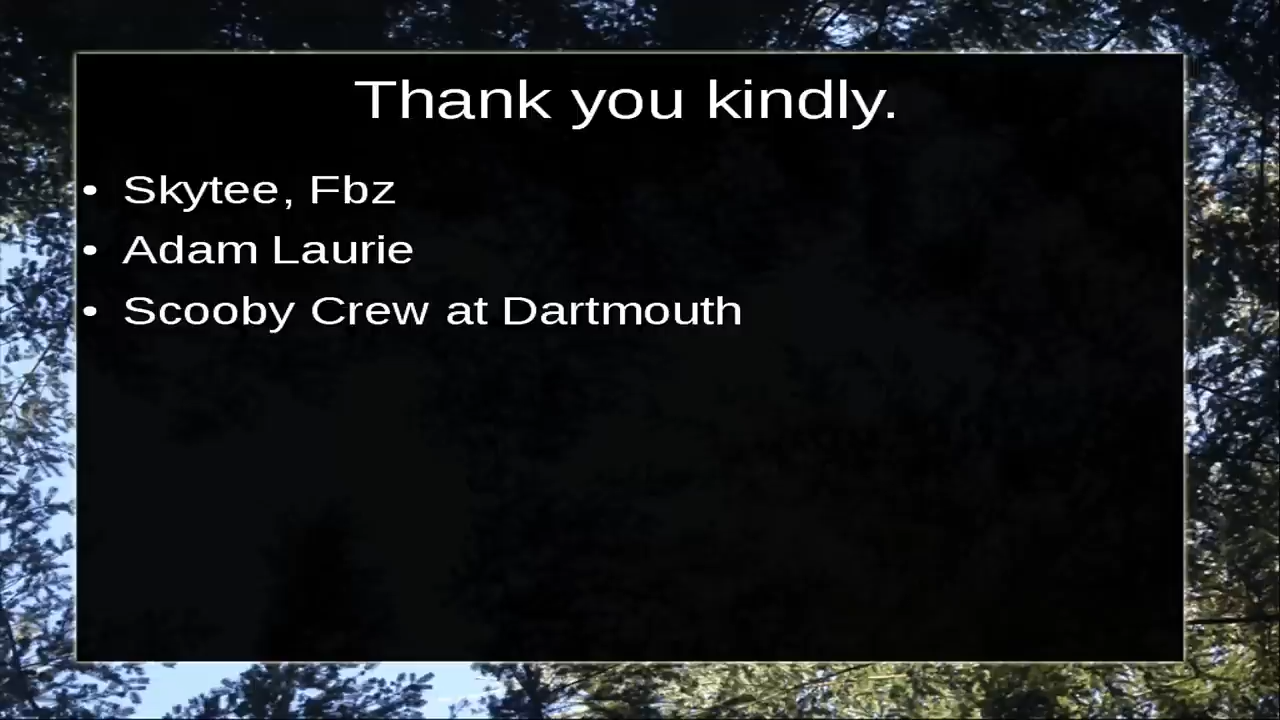 Thank you kindly.
• Skytee, Fbz
• Adam Laurie
• Scooby Crew at Dartmouth